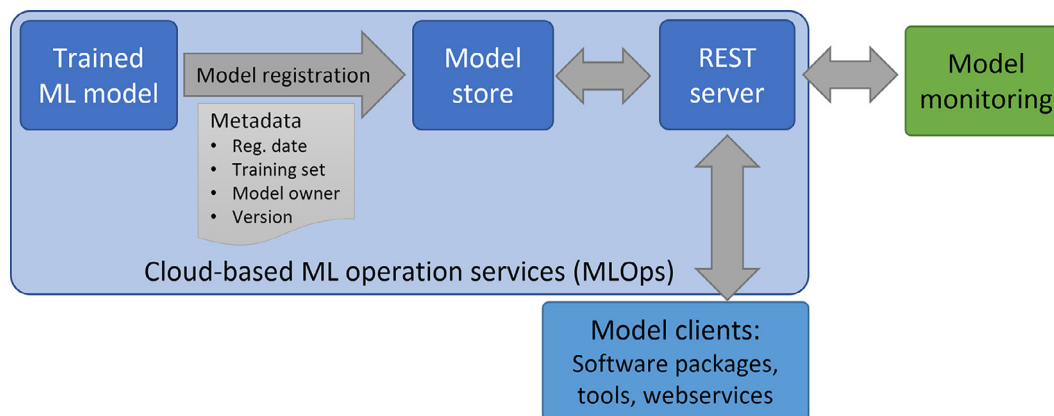 Trained
ML model
Model registration
Metadata
• Reg. date
• Training set
• Model owner
• Version
Model
store
REST
server
Model
monitoring
Cloud-based ML operation services (MLOps)
Model clients:
Software packages,
tools, webservices